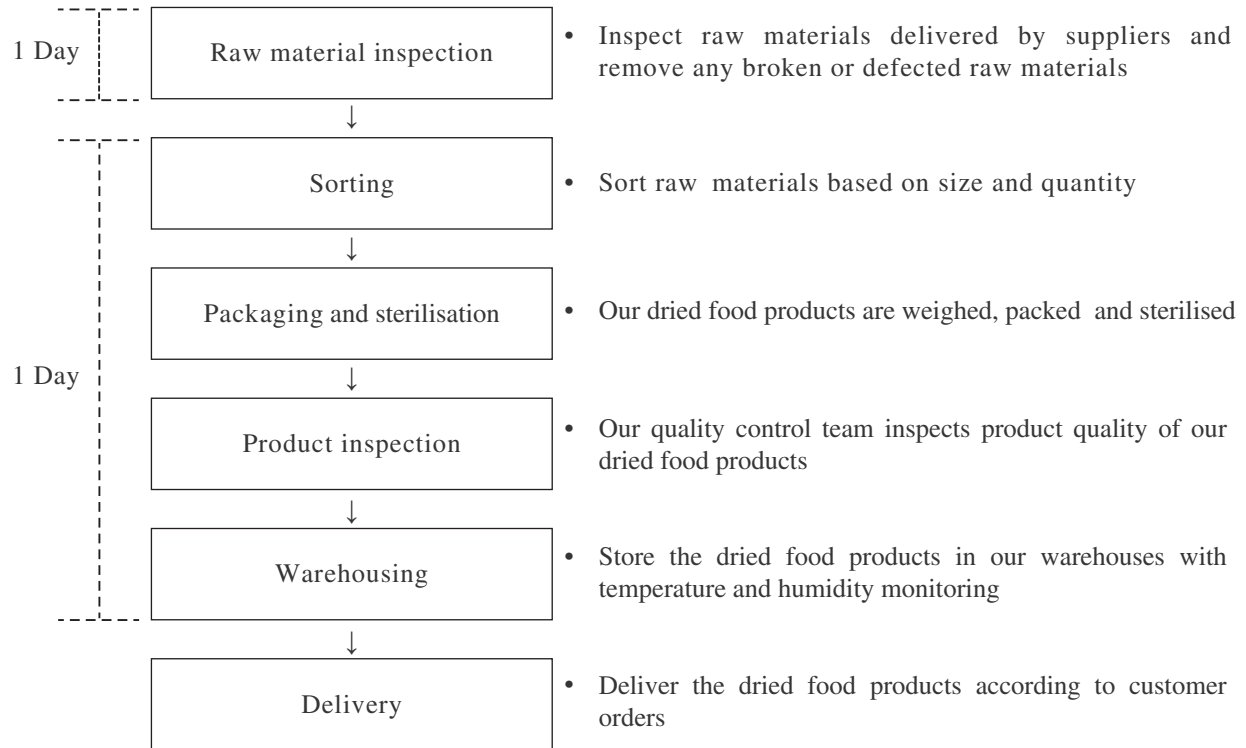 1 Day
Raw material inspection
• Inspect raw materials delivered by suppliers and
remove any broken or defected raw materials
↓
Sorting
• Sort raw materials based on size and quantity
↓
Packaging and sterilisation
• Our dried food products are weighed, packed and sterilised
↓
1 Day
Product inspection
• Our quality control team inspects product quality of our
dried food products
↓
Warehousing
• Store the dried food products in our warehouses with
temperature and humidity monitoring
↓
Delivery
• Deliver the dried food products according to customer
orders